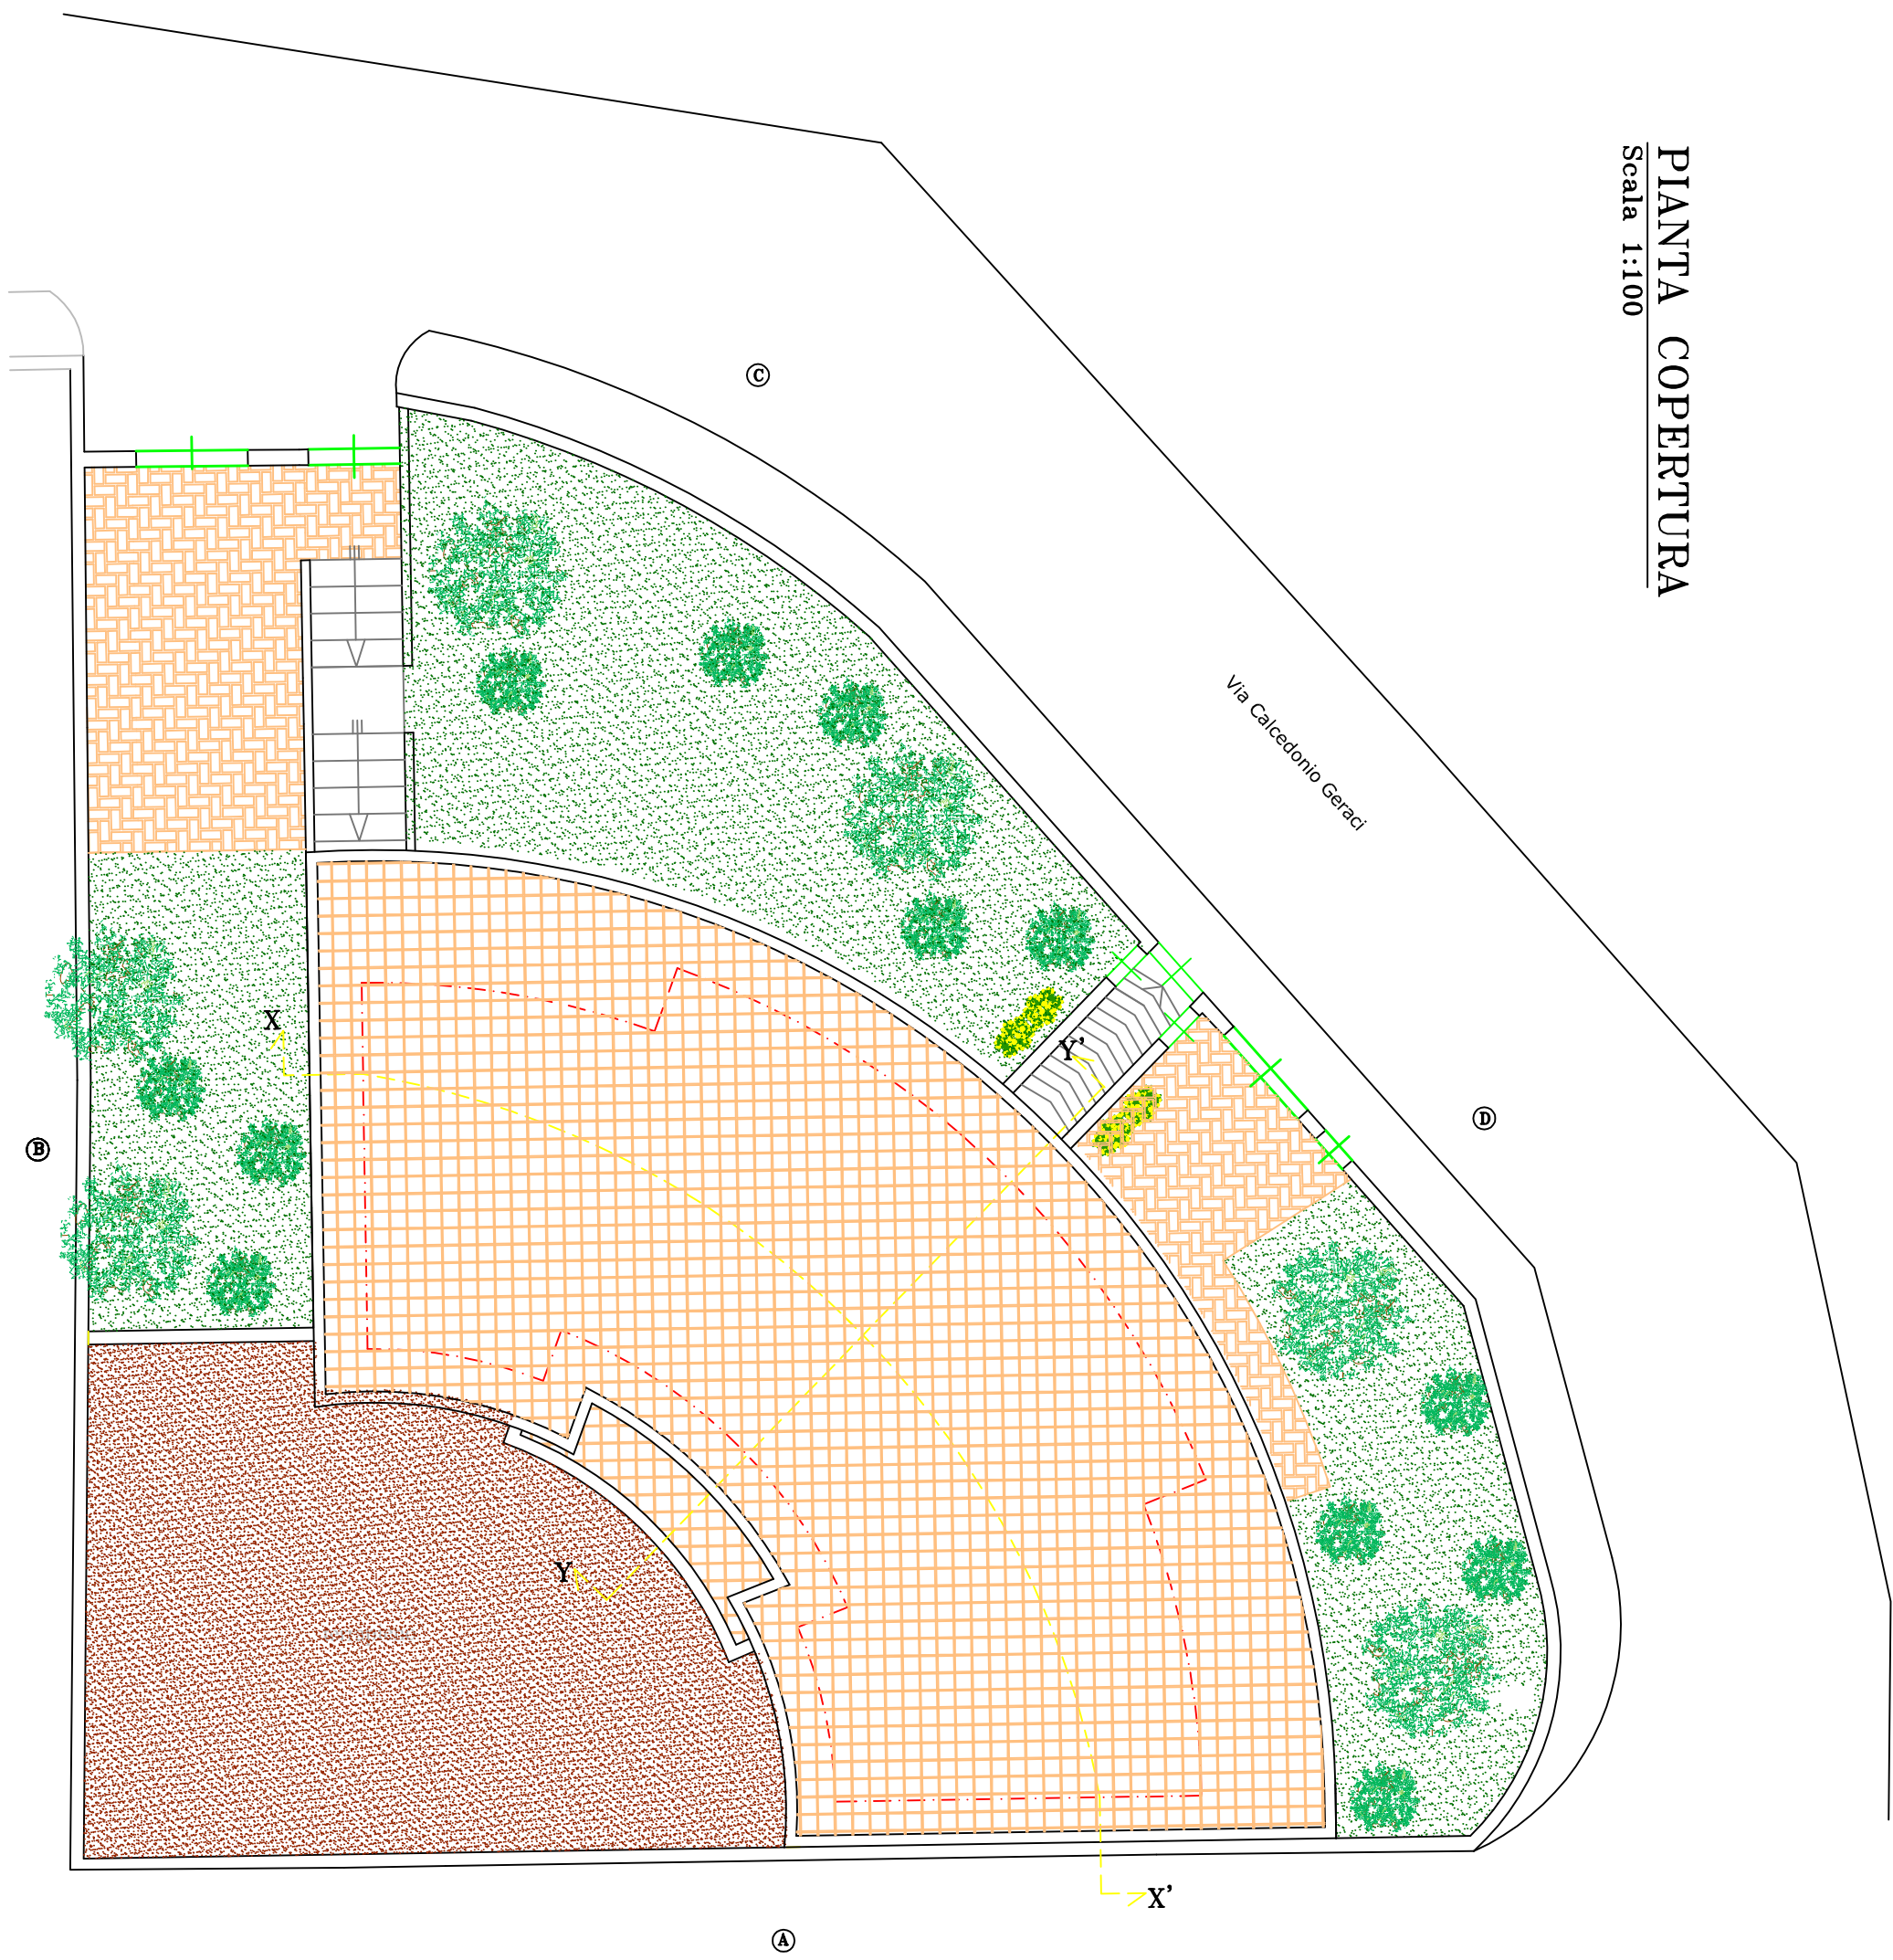 PIANTA COPERTURA
Scala 1:100
C
Via Calcedonio Geraci
X
Y'
D
B
Y
X'
A